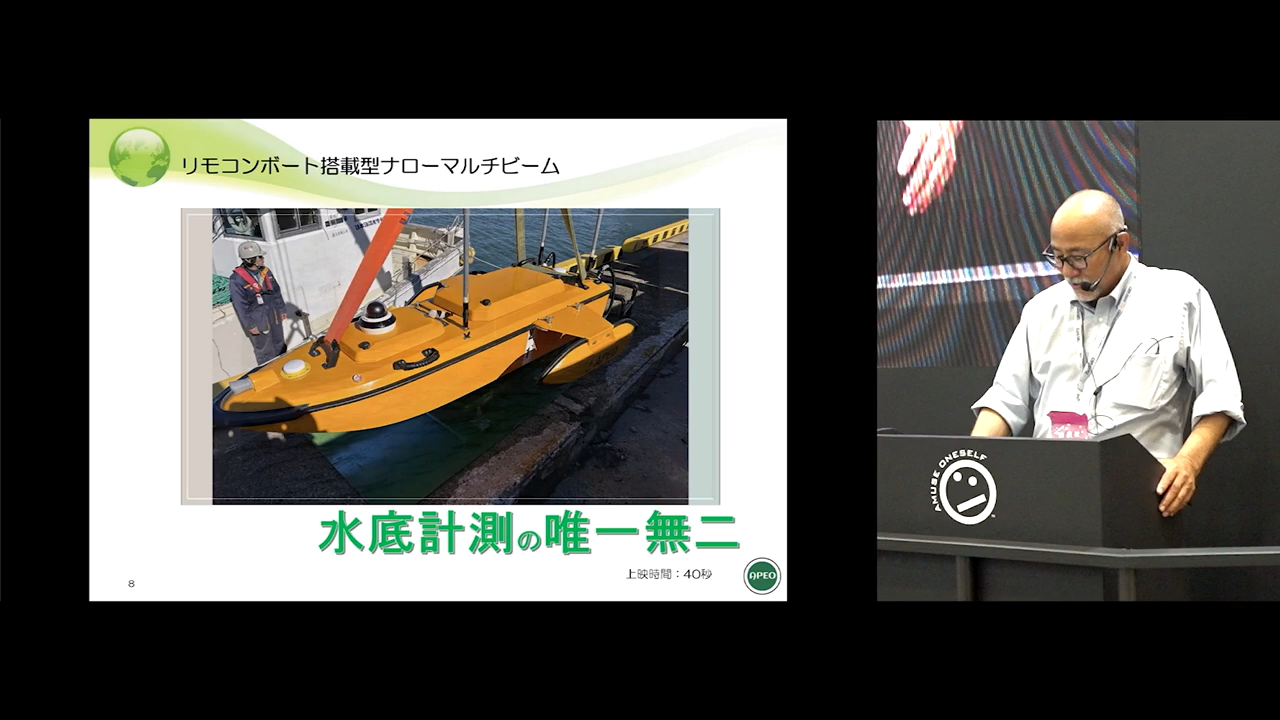 リモコンボート搭載型ナローマルチビーム
水底計測の唯一無二
上映時間：40秒
8
APEO
AMUSE ONESELF